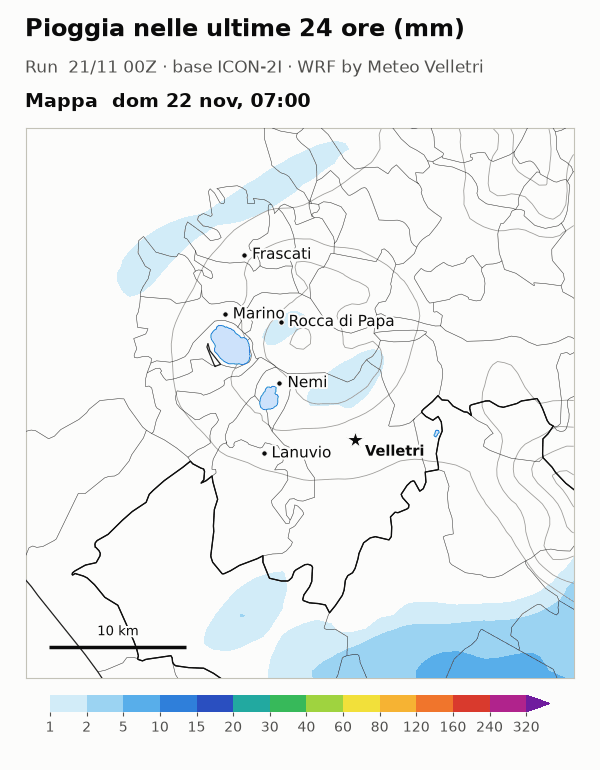 Pioggia nelle ultime 24 ore (mm)
Run 21/11 00Z · base ICON-2I · WRF by Meteo Velletri
Mappa dom 22 nov, 07:00
Frascati
Marino
Rocca di Papa
Nemi
Velletri
Lanuvio
10 km
1 2 5 10 15 20 30 40 60 80 120 160 240 320